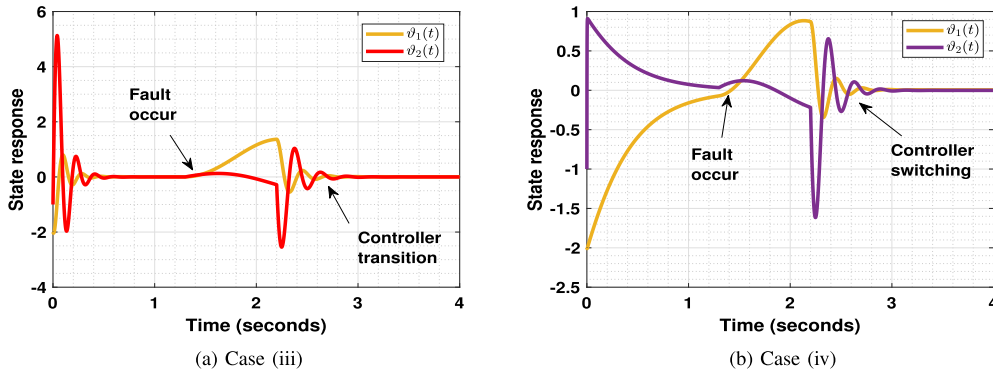 6
4
2
0
-2
-4
State response
0
1
2
3
4
Time (seconds)
ϑ₁(t)
ϑ₂(t)
Fault
occur
Controller
transition
(a) Case (iii)
1
0.5
0
-0.5
-1
-1.5
-2
-2.5
State response
0
1
2
3
4
Time (seconds)
ϑ₁(t)
ϑ₂(t)
Fault
occur
Controller
switching
(b) Case (iv)